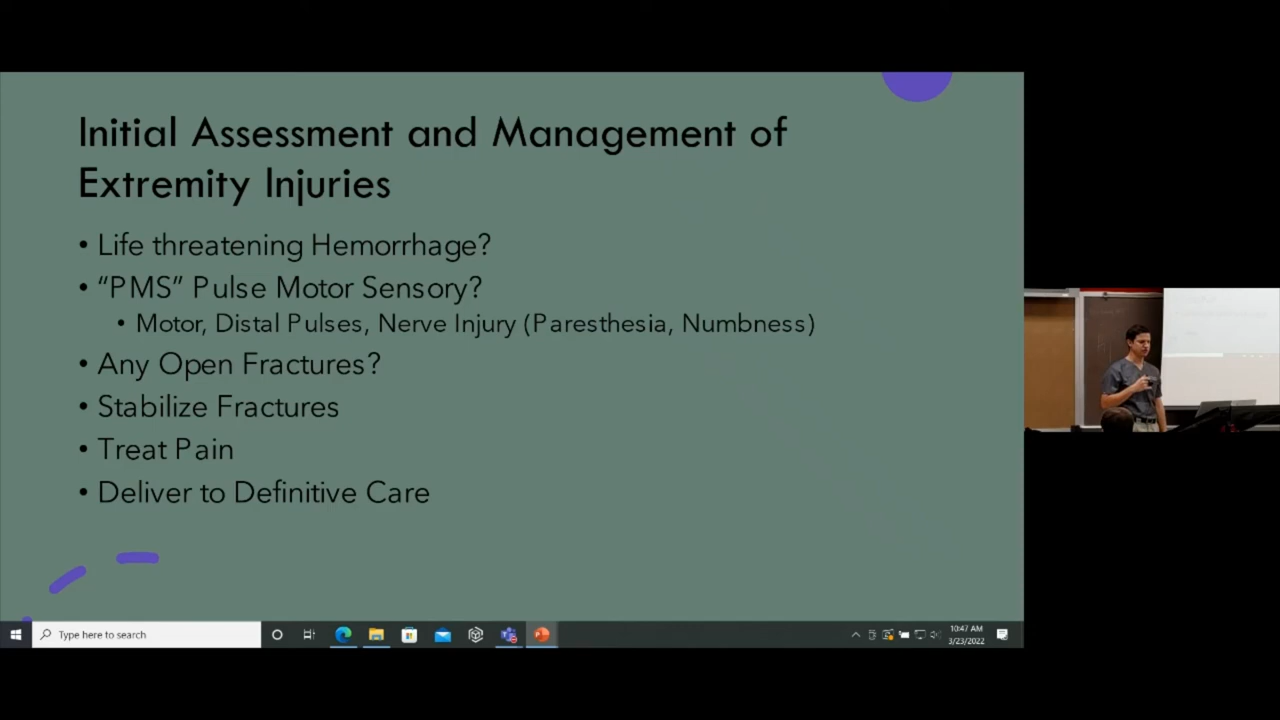 Initial Assessment and Management of
Extremity Injuries
• Life threatening Hemorrhage?
• “PMS” Pulse Motor Sensory?
• Motor, Distal Pulses, Nerve Injury (Paresthesia, Numbness)
• Any Open Fractures?
• Stabilize Fractures
• Treat Pain
• Deliver to Definitive Care
Type here to search
10:47 AM
3/23/2022